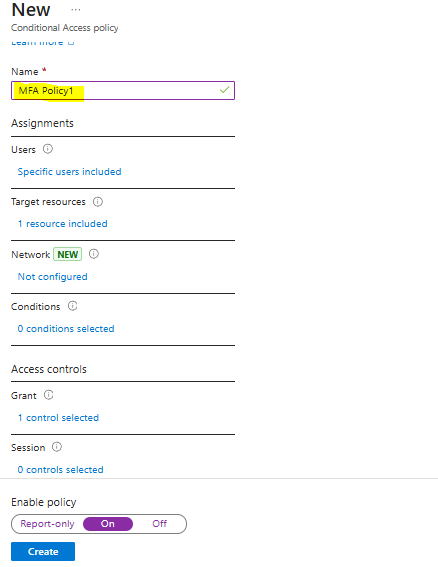 New ...
Conditional Access policy
Learn more
Name *
MFA Policy1
Assignments
Users
Specific users included
Target resources
1 resource included
Network NEW
Not configured
Conditions
0 conditions selected
Access controls
Grant
1 control selected
Session
0 controls selected
Enable policy
Report-only On Off
Create